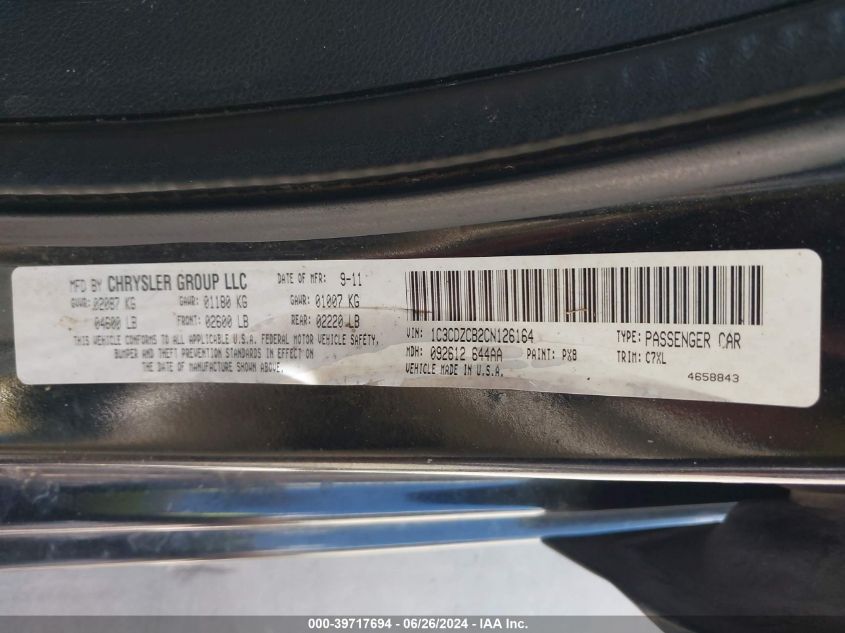 MFD BY CHRYSLER GROUP LLC DATE OF MFR: 9-11
GVWR: 02087 KG GAWR: 01180 KG GAWR: 01007 KG
04600 LB FRONT: 02600 LB REAR: 02220 LB
THIS VEHICLE CONFORMS TO ALL APPLICABLE U.S.A. FEDERAL MOTOR VEHICLE SAFETY,
BUMPER AND THEFT PREVENTION STANDARDS IN EFFECT ON
THE DATE OF MANUFACTURE SHOWN ABOVE.
VIN: 1C3CDZCB2CN126164 TYPE: PASSENGER CAR
MDH: 092612 644AA PAINT: PX8 TRIM: C7XL
VEHICLE MADE IN U.S.A. 4658843
000-39717694 - 06/26/2024 - IAA Inc.